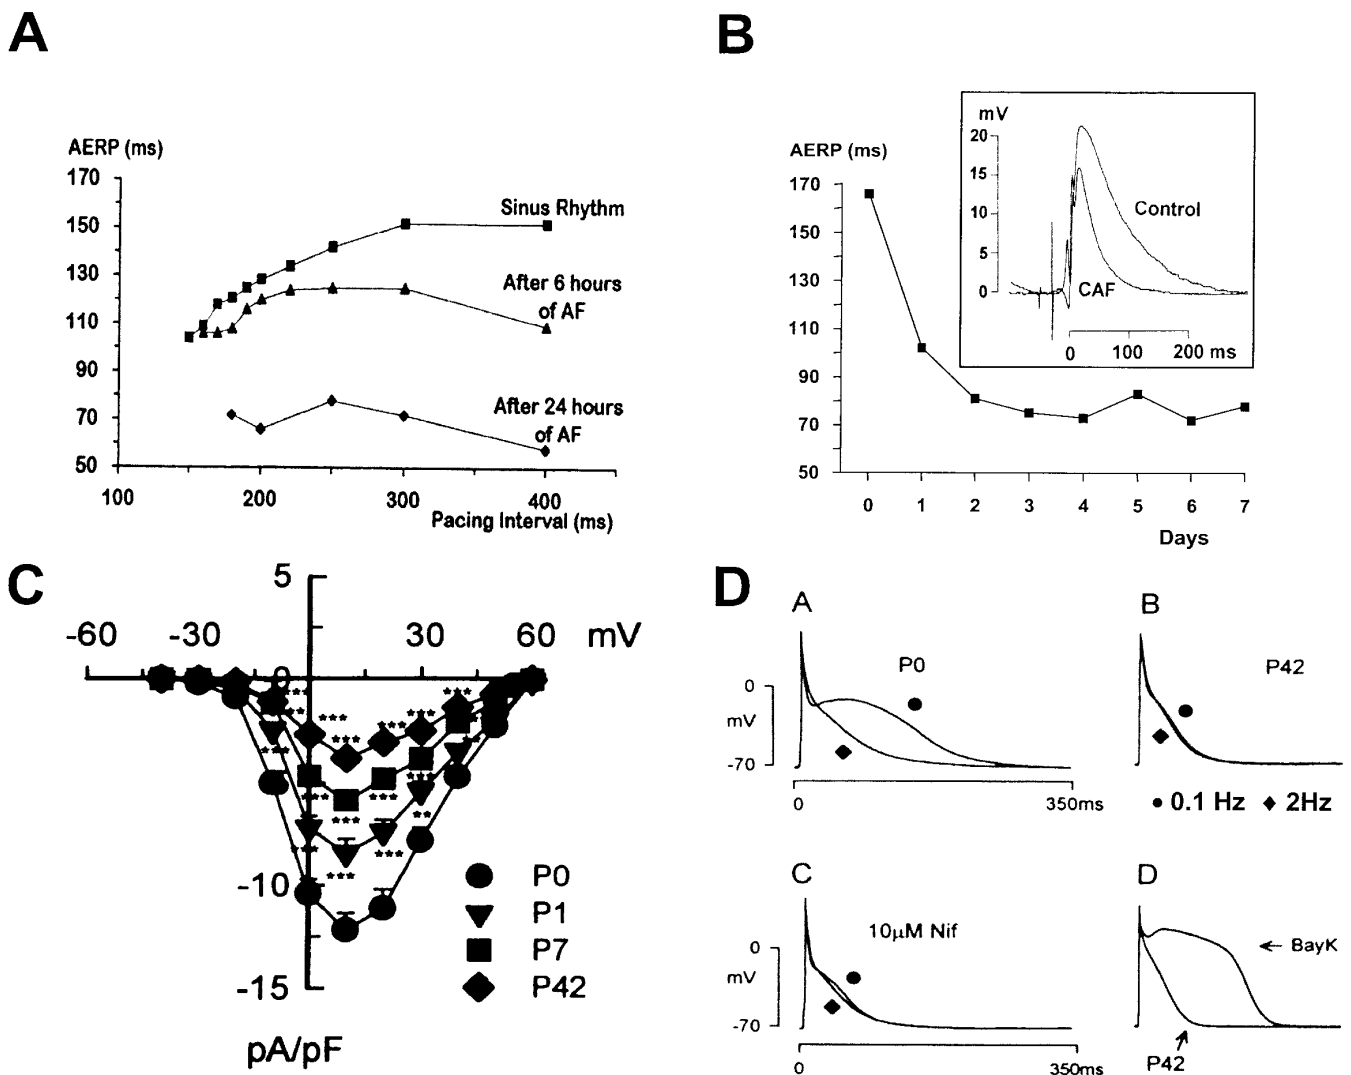 A
AERP (ms)
170
150
130
110
90
70
50
100
200
300
400
Pacing Interval (ms)
Sinus Rhythm
After 6 hours
of AF
After 24 hours
of AF
B
AERP (ms)
170
150
130
110
90
70
50
0 1 2 3 4 5 6 7
Days
mV
20
15
10
5
0
Control
CAF
0 100 200 ms
C
5
-60 -30 0 30 60 mV
-10
-15
pA/pF
P0
P1
P7
P42
D
A
P0
0
mV
-70
0 350ms
B
P42
● 0.1 Hz ◆ 2Hz
C
10μM Nif
0
mV
-70
0 350ms
D
← BayK
P42